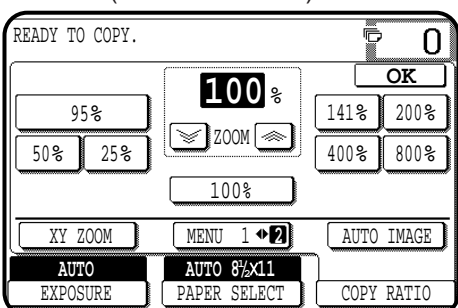 READY TO COPY.
0
OK
100%
95%
141% 200%
50% 25%
ZOOM
400% 800%
100%
XY ZOOM
MENU 1 2
AUTO IMAGE
AUTO
AUTO 8½x11
EXPOSURE
PAPER SELECT
COPY RATIO